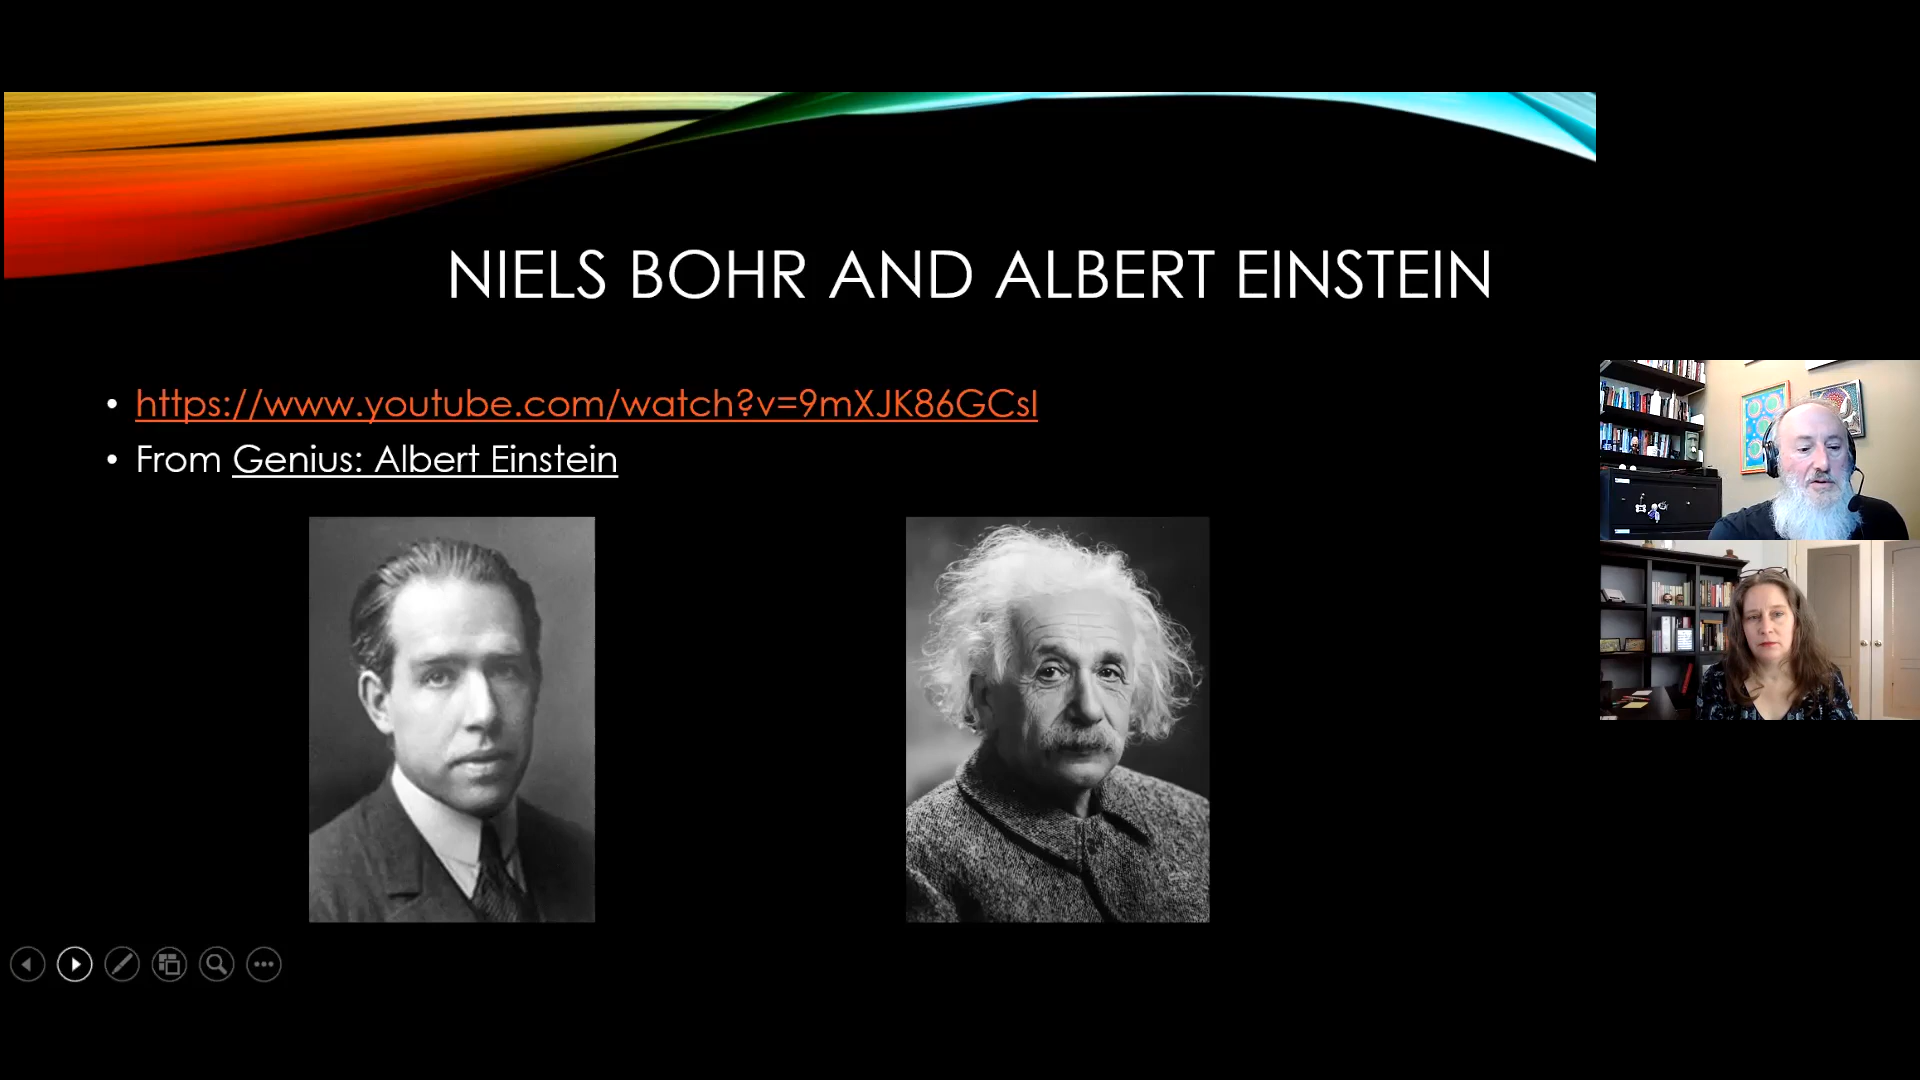 NIELS BOHR AND ALBERT EINSTEIN
• https://www.youtube.com/watch?v=9mXJK86GCsI
• From Genius: Albert Einstein